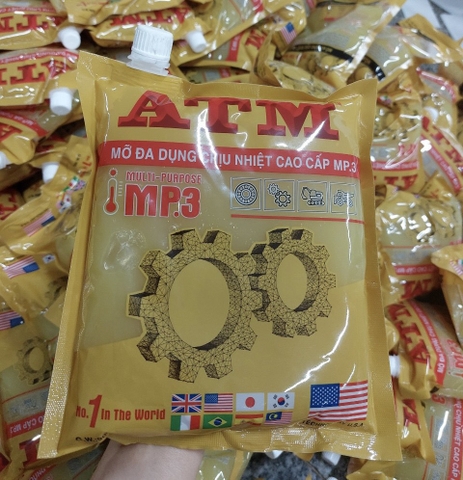 ATM
MỠ ĐA DỤNG CHỊU NHIỆT CAO CẤP MP.3
MULTI-PURPOSE
MP.3
No.1 In The World